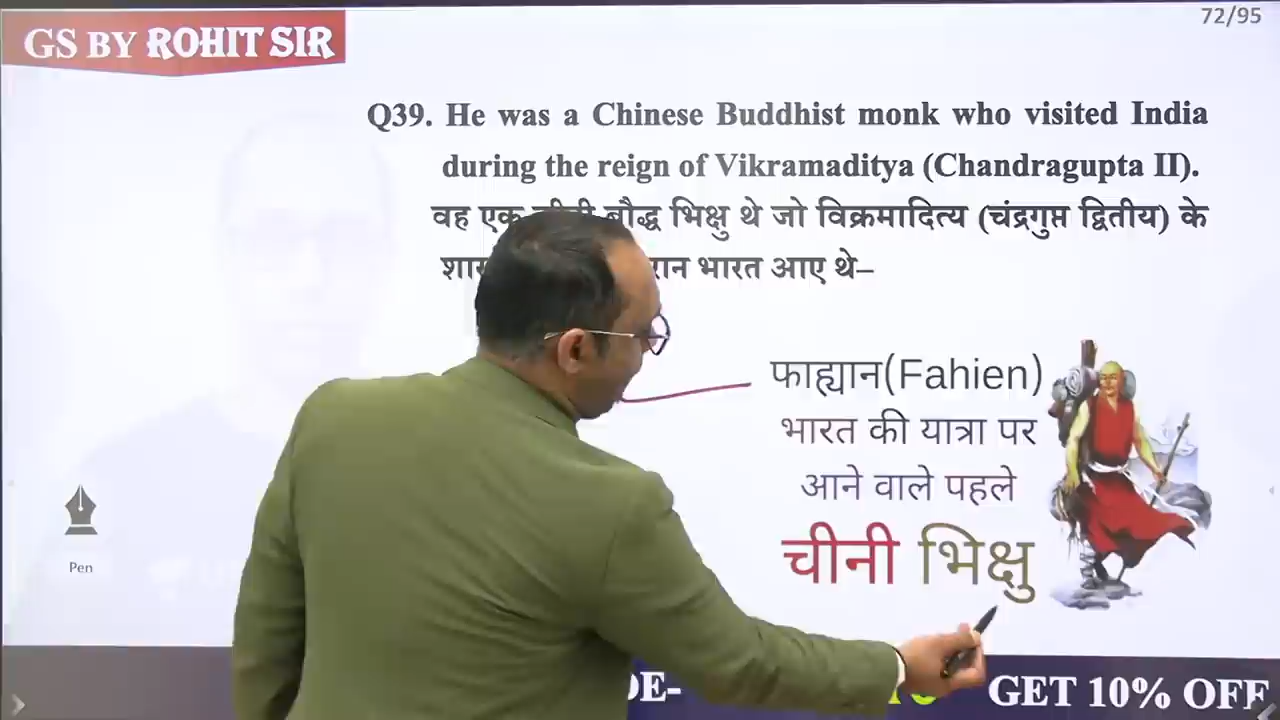 72/95
GS BY ROHIT SIR
Q39. He was a Chinese Buddhist monk who visited India
during the reign of Vikramaditya (Chandragupta II).
वह एक बौद्ध भिक्षु थे जो विक्रमादित्य (चंद्रगुप्त द्वितीय) के
भारत आए थे–
फाह्यान(Fahien)
भारत की यात्रा पर
आने वाले पहले
चीनी भिक्षु
Pen
GET 10% OFF